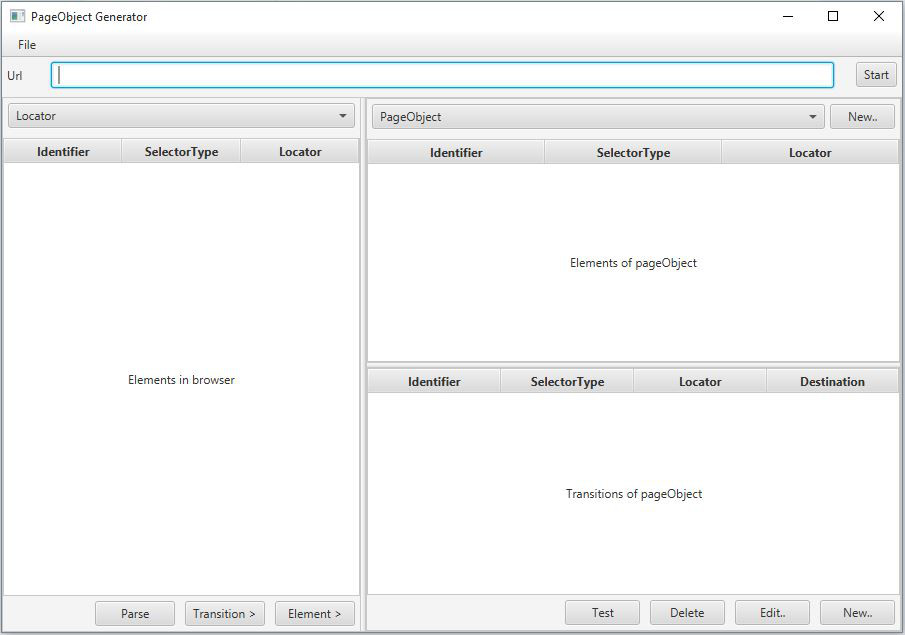 PageObject Generator
File
Url
Start
Locator
PageObject
New..
Identifier SelectorType Locator
Identifier SelectorType Locator
Elements of pageObject
Elements in browser
Identifier SelectorType Locator Destination
Transitions of pageObject
Parse Transition > Element >
Test Delete Edit.. New..